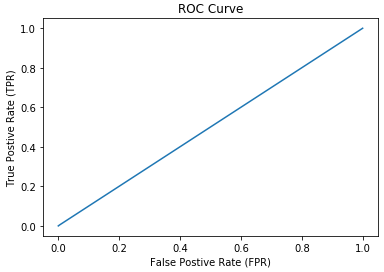 ROC Curve
True Postive Rate (TPR)
1.0
0.8
0.6
0.4
0.2
0.0
0.0 0.2 0.4 0.6 0.8 1.0
False Postive Rate (FPR)